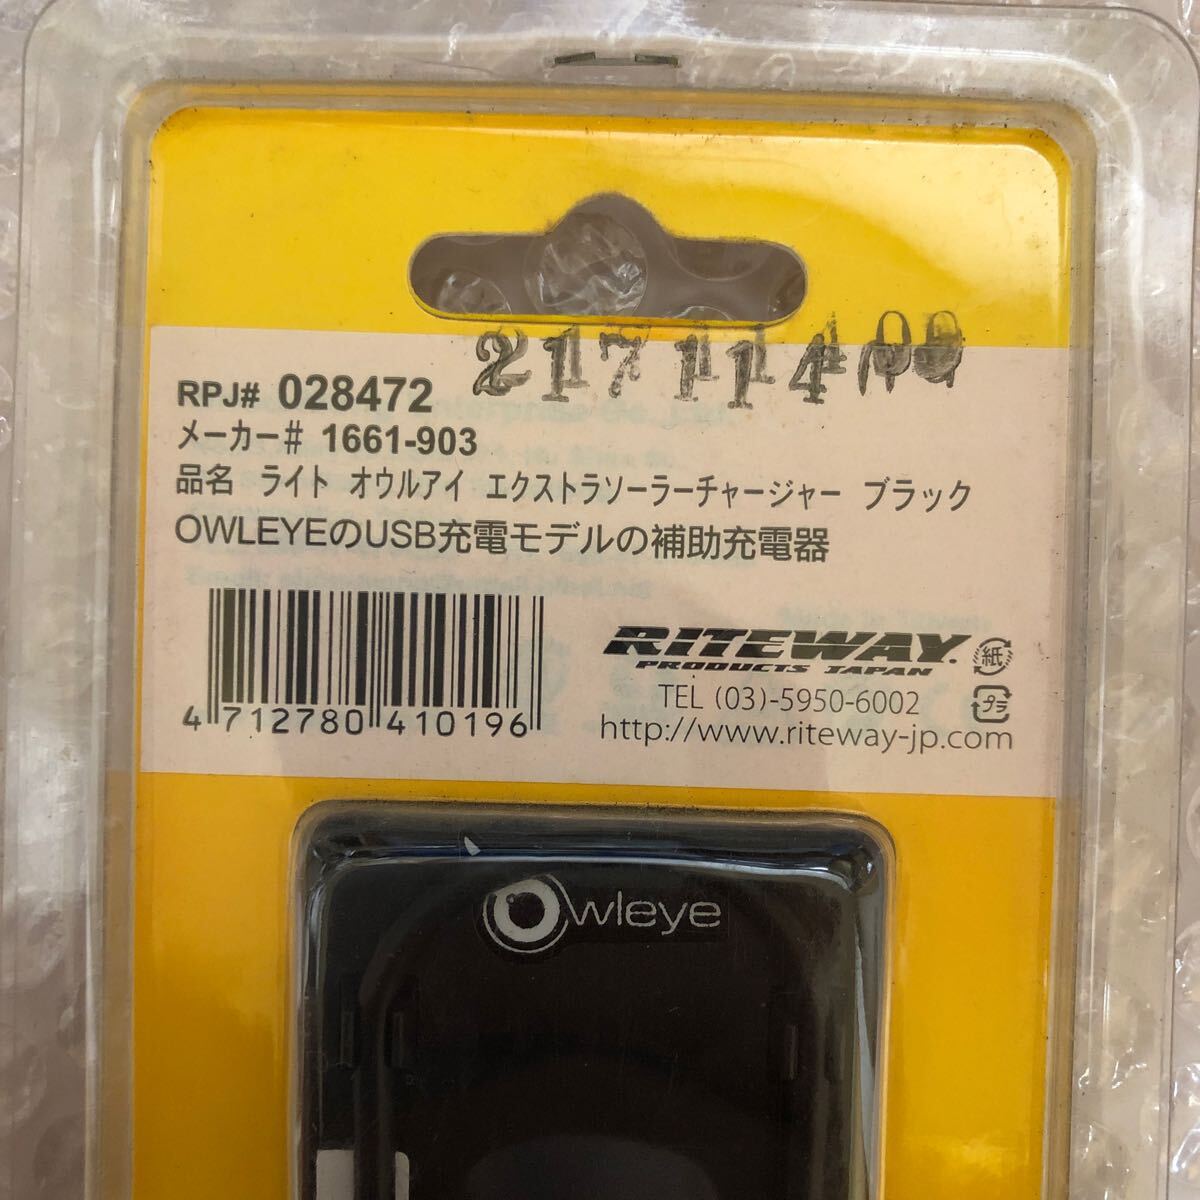 217114
RPJ# 028472
メーカー# 1661-903
品名 ライト オウルアイ エクストラソーラーチャージャー ブラック
OWLEYEのUSB充電モデルの補助充電器
4 712780 410196
RITEWAY
PRODUCTS JAPAN
紙
プラ
TEL (03)-5950-6002
http://www.riteway-jp.com
Owleye